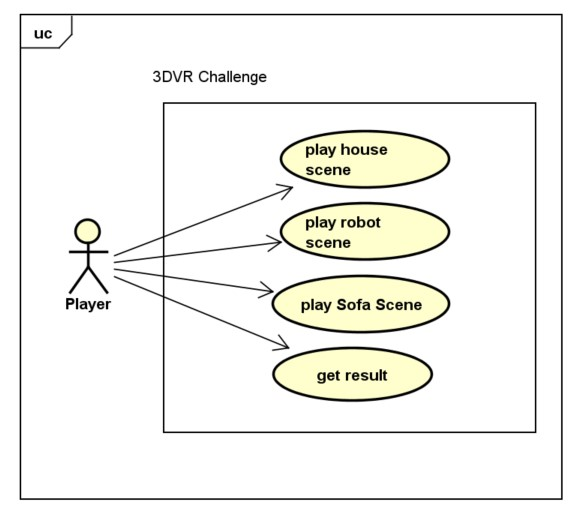 uc
3DVR Challenge
play house
scene
play robot
scene
play Sofa Scene
get result
Player